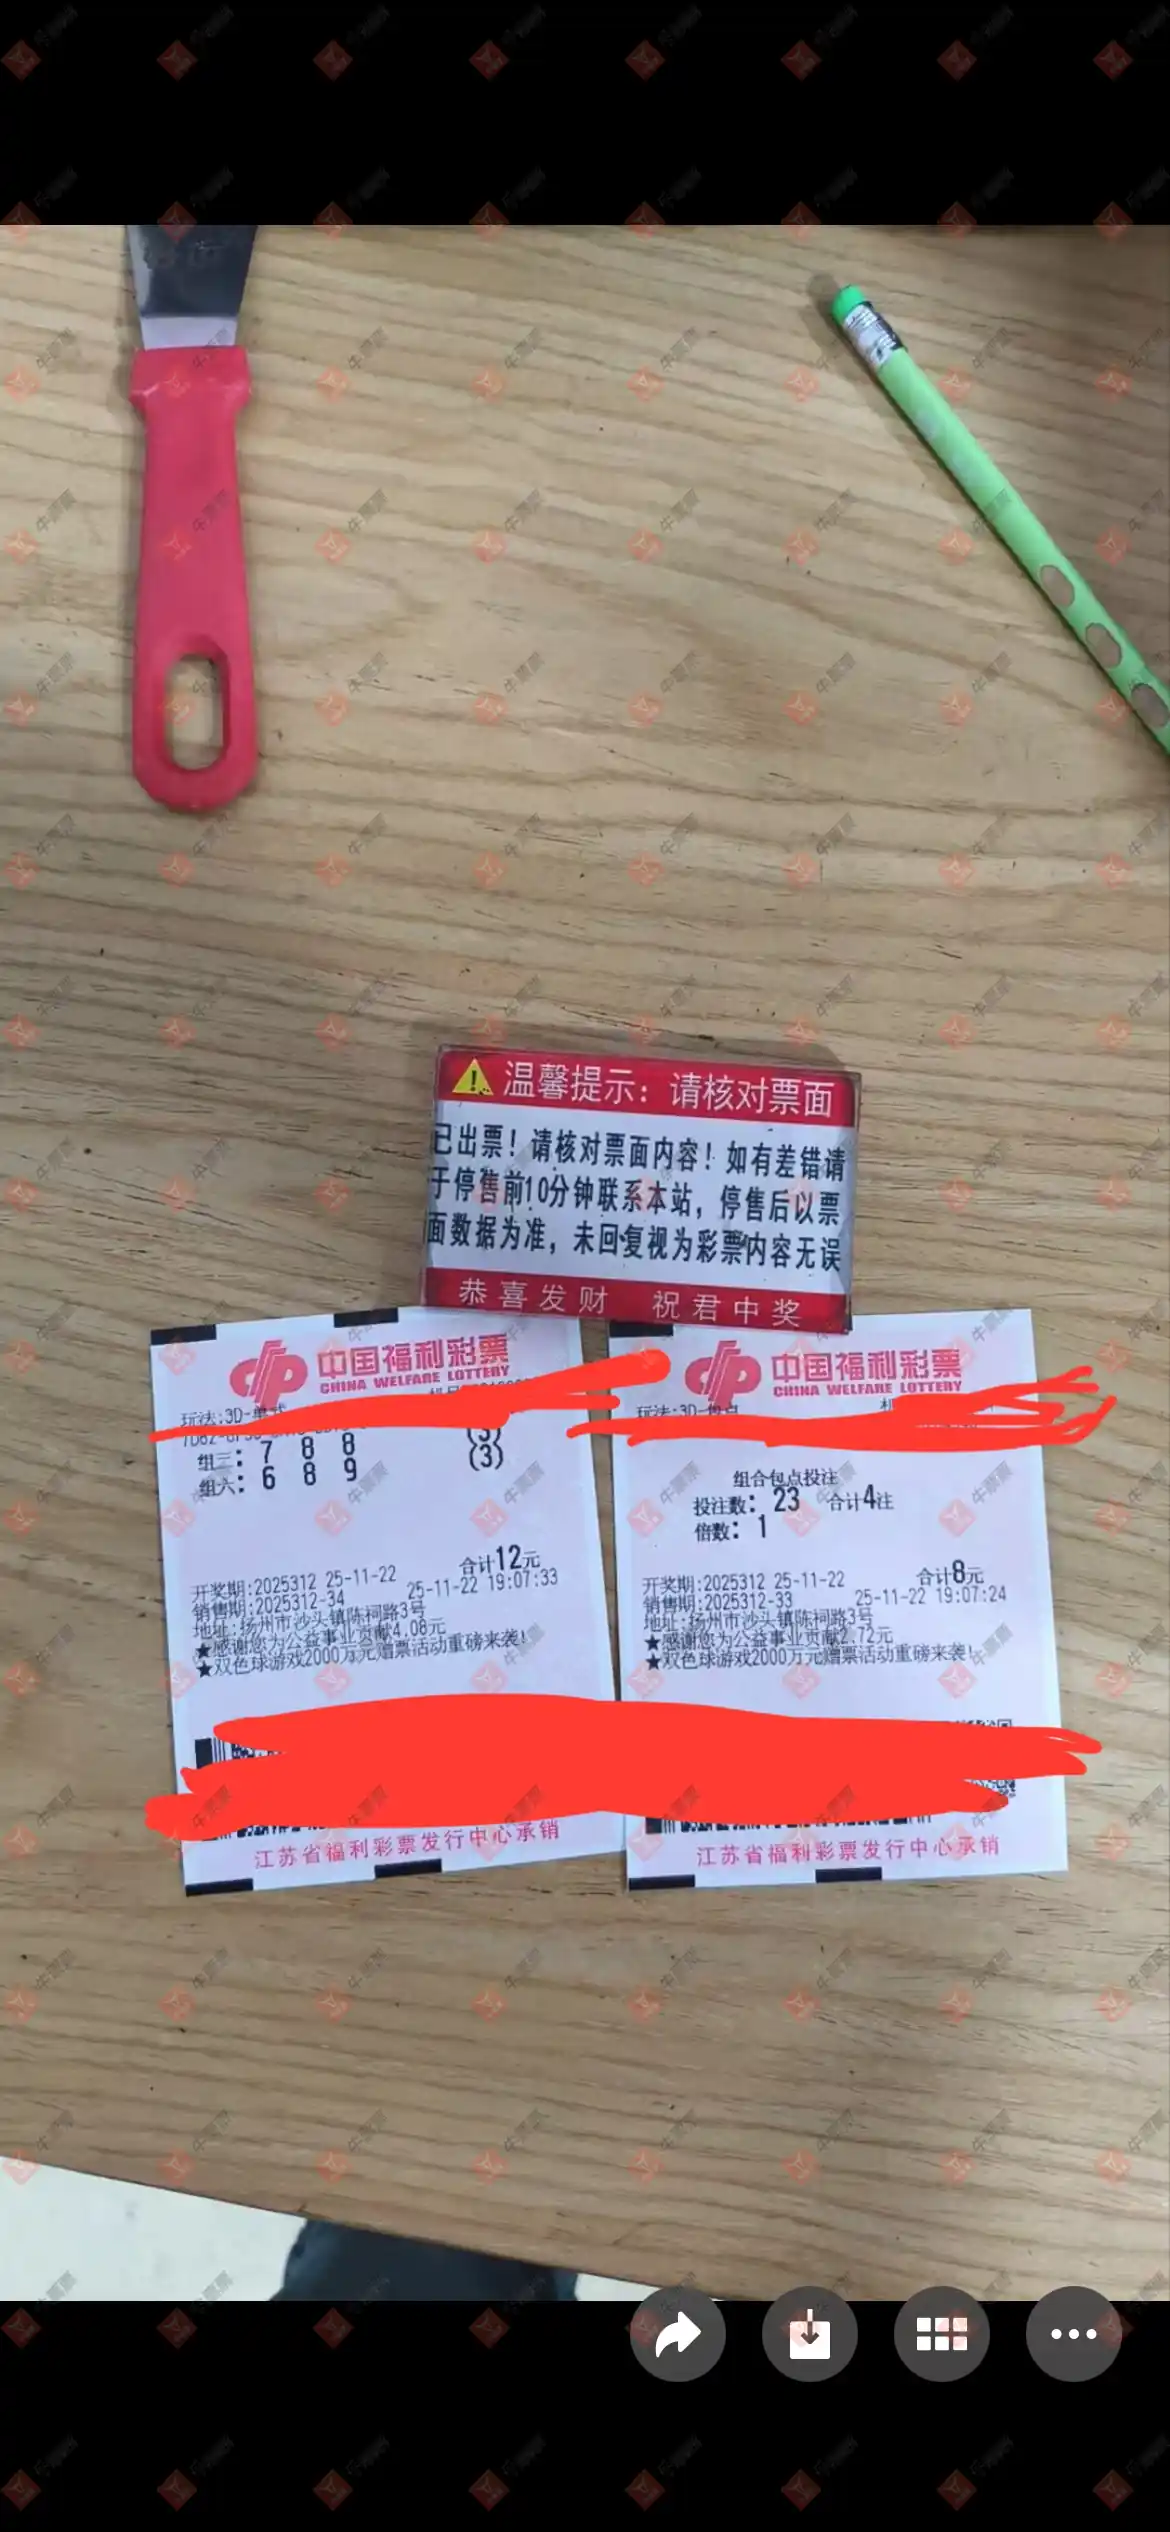 温馨提示：请核对票面
已出票！请核对票面内容！如有差错请
于停售前10分钟联系本站，停售后以票
面数据为准，未回复视为彩票内容无误
恭喜发财 祝君中奖
中国福利彩票
CHINA WELFARE LOTTERY
玩法:3D-单式
(3)
组三: 7 8 8 (3)
组六: 6 8 9
合计12元
开奖期:2025312 25-11-22
销售期:2025312-34 25-11-22 19:07:33
地址:扬州市沙头镇陈祠路3号
★感谢您为公益事业贡献4.08元
★双色球游戏2000万元赠票活动重磅来袭!
江苏省福利彩票发行中心承销
中国福利彩票
CHINA WELFARE LOTTERY
玩法:3D-包点
组合包点投注
投注数: 23 合计4注
倍数: 1
合计8元
开奖期:2025312 25-11-22
销售期:2025312-33 25-11-22 19:07:24
地址:扬州市沙头镇陈祠路3号
★感谢您为公益事业贡献2.72元
★双色球游戏2000万元赠票活动重磅来袭!
江苏省福利彩票发行中心承销
牛票票